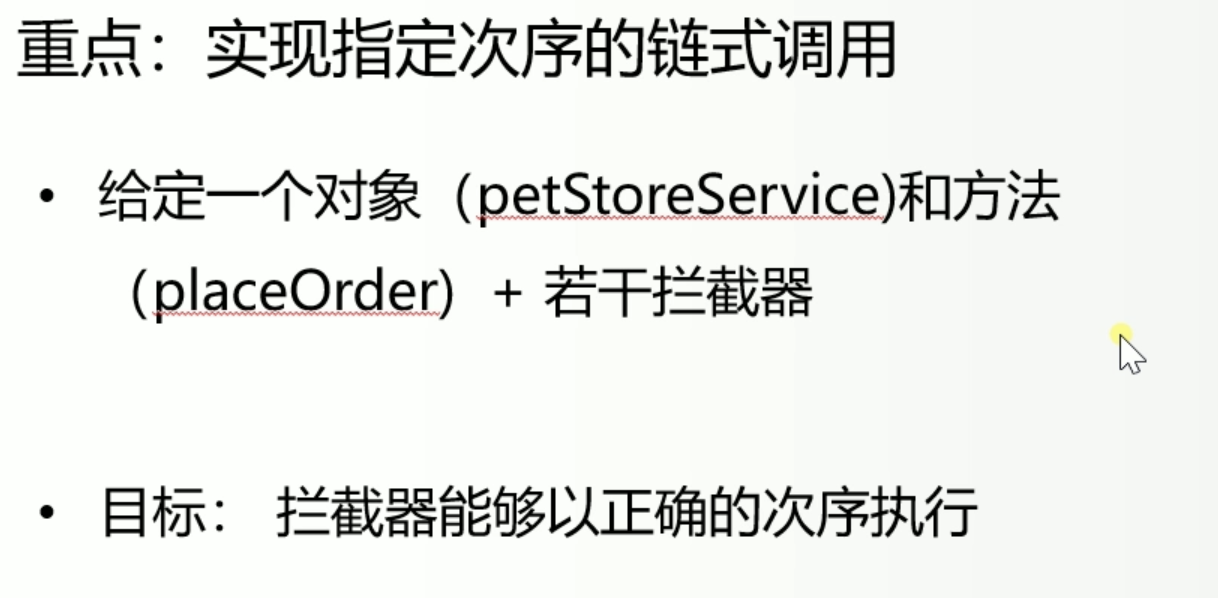 重点：实现指定次序的链式调用
• 给定一个对象（petStoreService)和方法
（placeOrder）+ 若干拦截器
• 目标： 拦截器能够以正确的次序执行